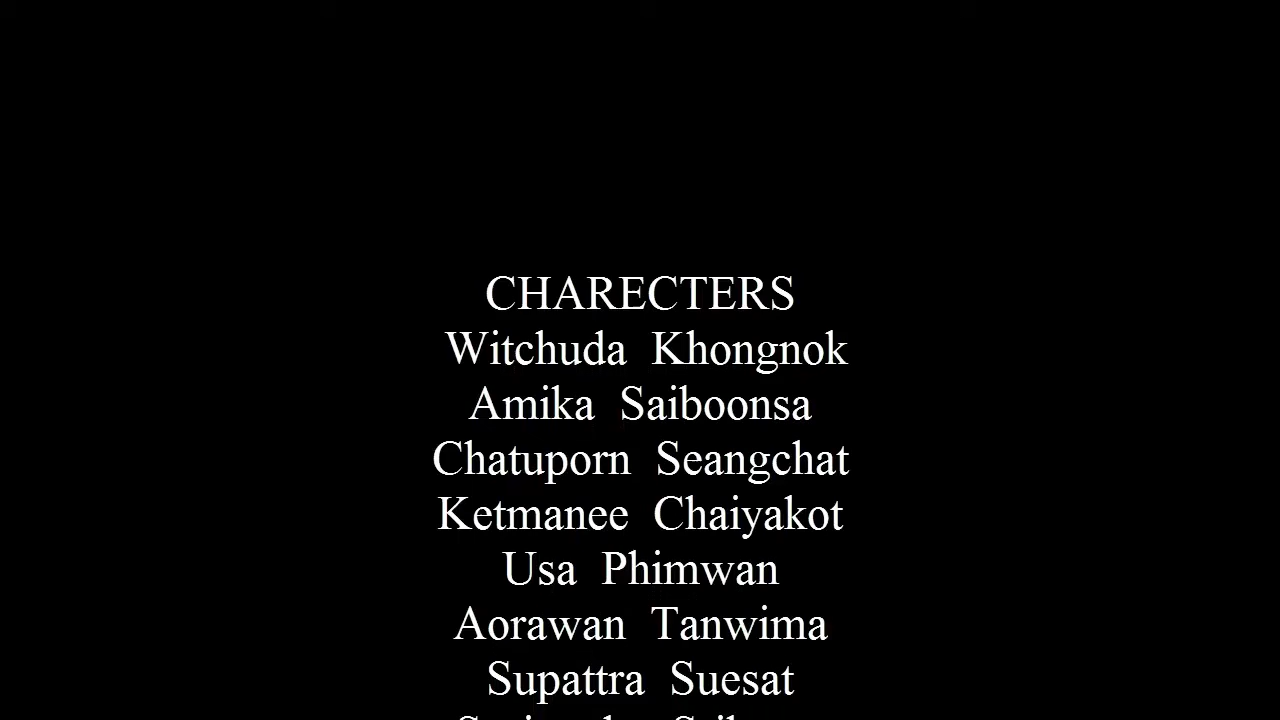 CHARECTERS
Witchuda Khongnok
Amika Saiboonsa
Chatuporn Seangchat
Ketmanee Chaiyakot
Usa Phimwan
Aorawan Tanwima
Supattra Suesat